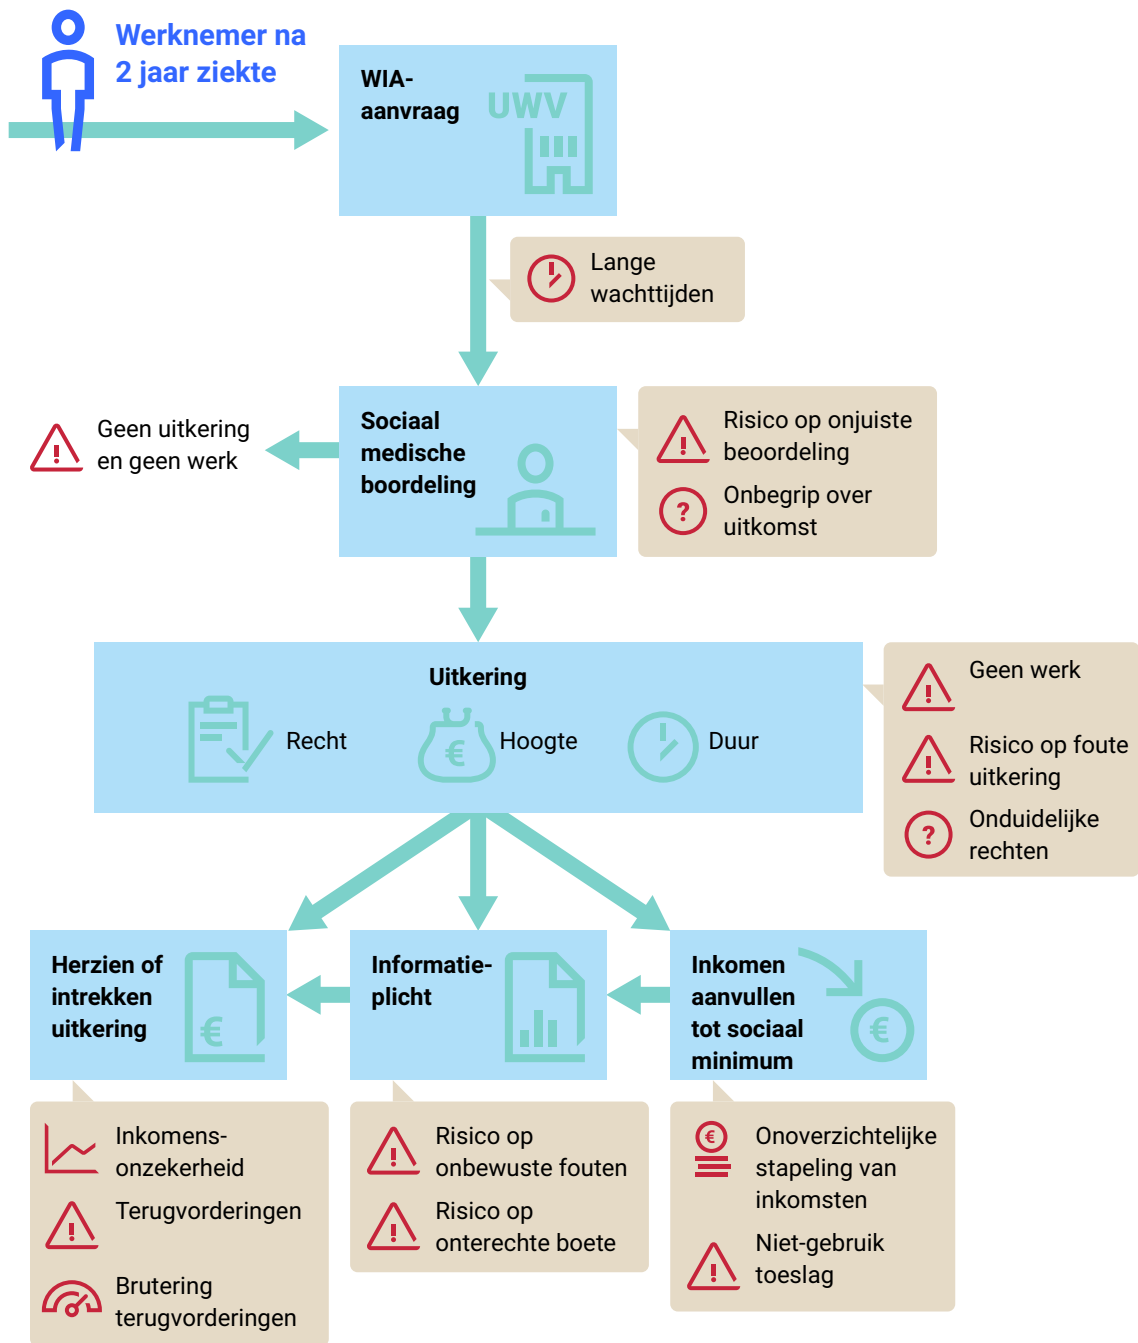 Werknemer na
2 jaar ziekte
WIA-
aanvraag
UWV
Lange
wachttijden
Geen uitkering
en geen werk
Sociaal
medische
boordeling
Risico op onjuiste
beoordeling
?
Onbegrip over
uitkomst
Uitkering
Recht
€
Hoogte
Duur
Geen werk
Risico op foute
uitkering
?
Onduidelijke
rechten
Herzien of
intrekken
uitkering
€
Informatie-
plicht
Inkomen
aanvullen
tot sociaal
minimum
€
Inkomens-
onzekerheid
Terugvorderingen
Brutering
terugvorderingen
Risico op
onbewuste fouten
Risico op
onterechte boete
€
Onoverzichtelijke
stapeling van
inkomsten
Niet-gebruik
toeslag